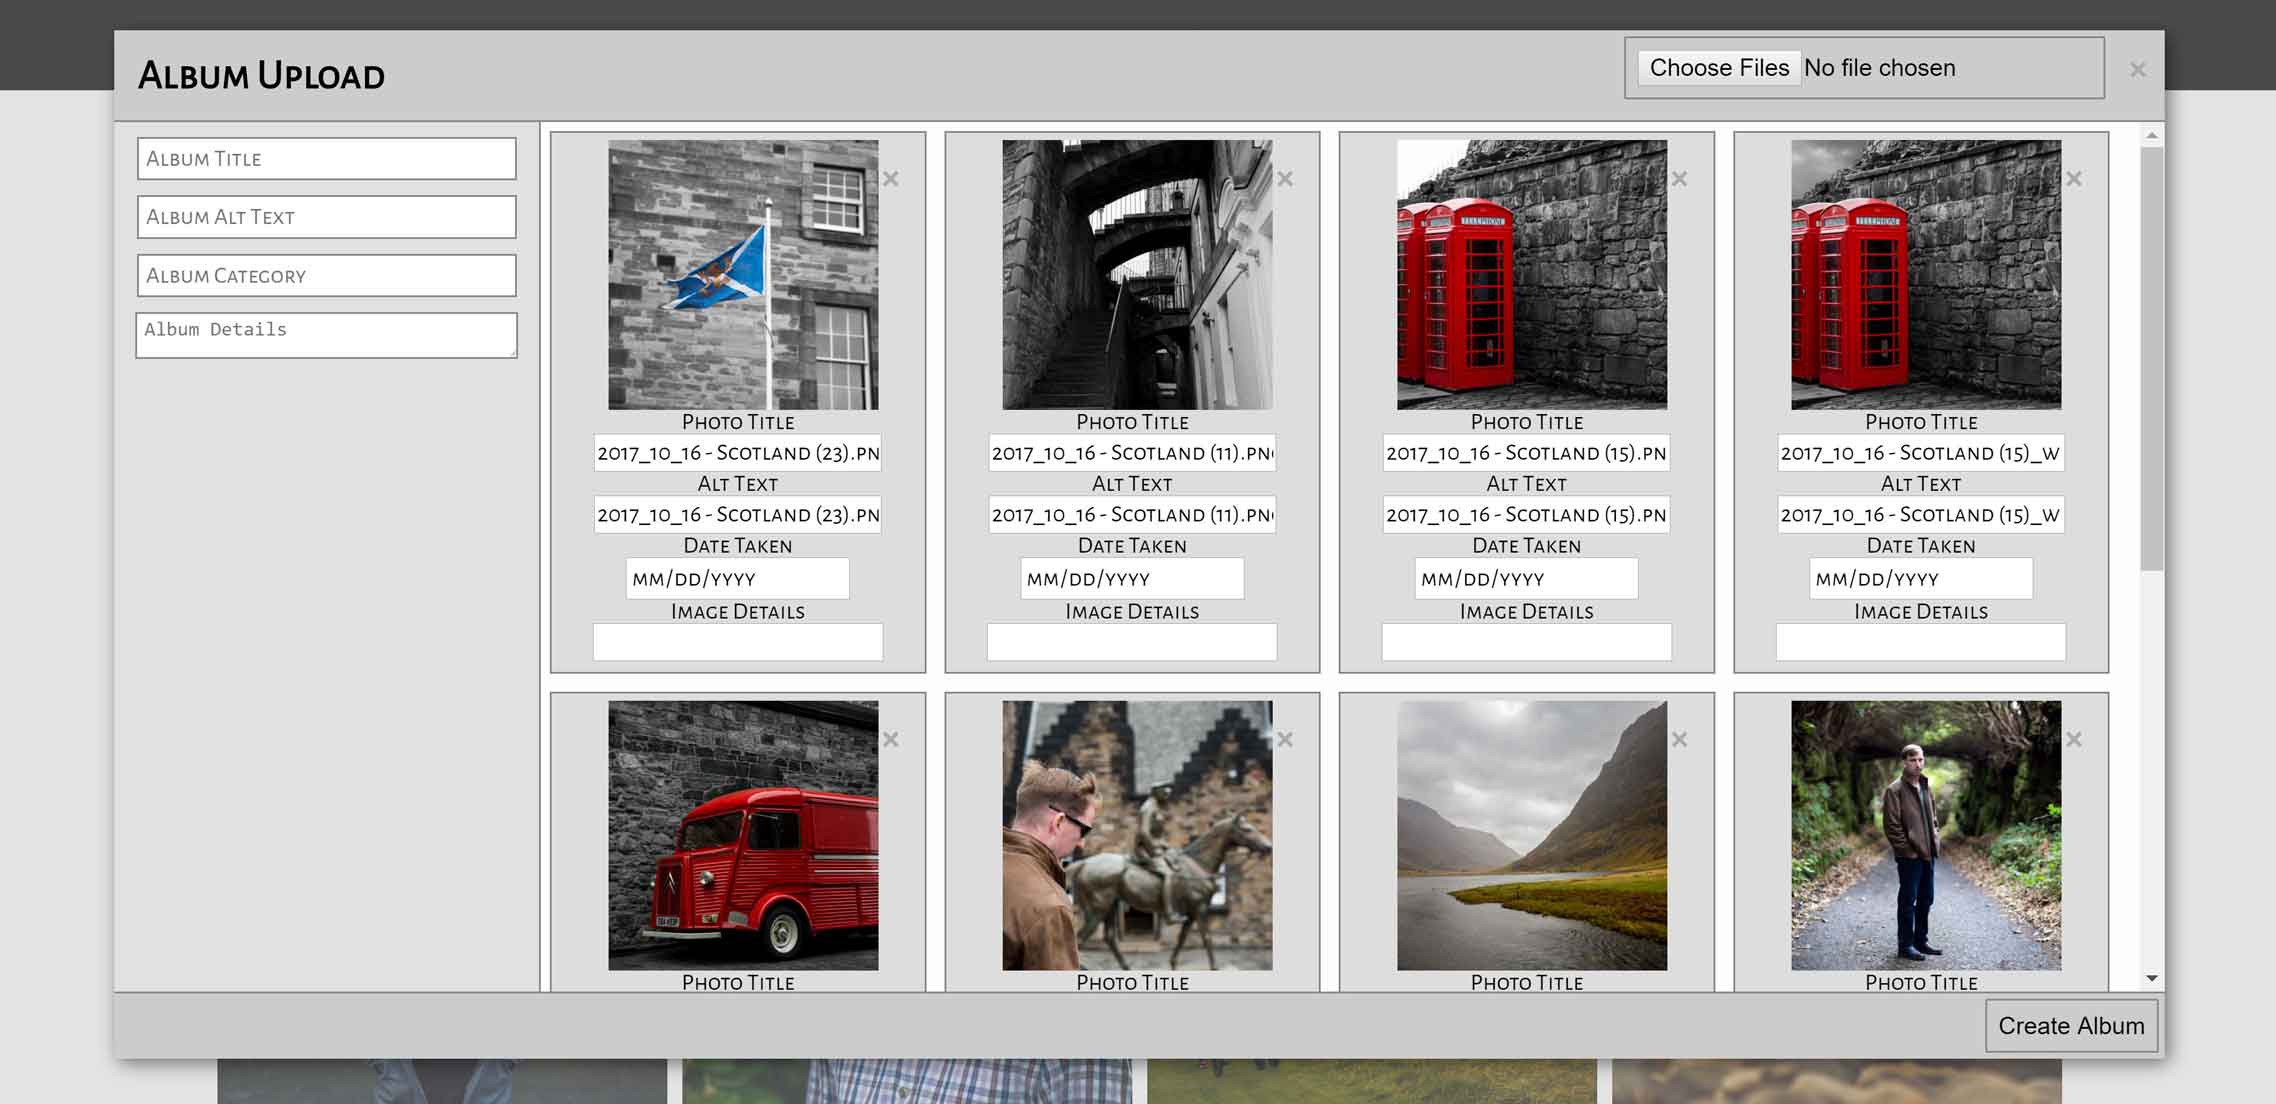 Album Upload
Choose Files No file chosen
×
Album Title
Album Alt Text
Album Category
Album Details
× × × ×
TELEPHONE TELEPHONE
Photo Title Photo Title Photo Title Photo Title
2017_10_16 - Scotland (23).PN 2017_10_16 - Scotland (11).PN 2017_10_16 - Scotland (15).PN 2017_10_16 - Scotland (15)_W
Alt Text Alt Text Alt Text Alt Text
2017_10_16 - Scotland (23).PN 2017_10_16 - Scotland (11).PN 2017_10_16 - Scotland (15).PN 2017_10_16 - Scotland (15)_W
Date Taken Date Taken Date Taken Date Taken
MM/DD/YYYY MM/DD/YYYY MM/DD/YYYY MM/DD/YYYY
Image Details Image Details Image Details Image Details
× × × ×
Photo Title Photo Title Photo Title Photo Title
Create Album